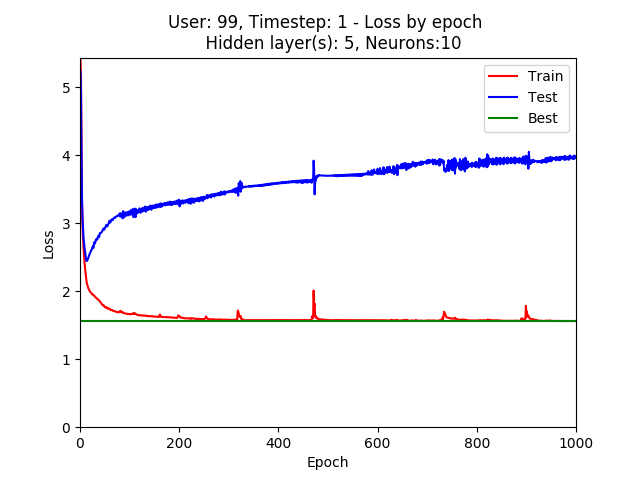 User: 99, Timestep: 1 - Loss by epoch
Hidden layer(s): 5, Neurons:10
Train
Test
Best
5
4
3
2
1
0
Loss
0 200 400 600 800 1000
Epoch